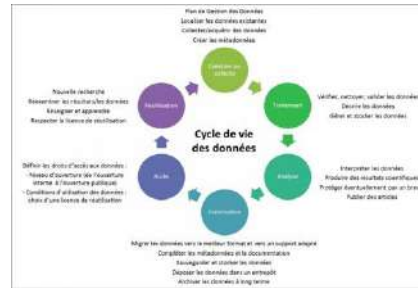 Plan de Gestion des Données
Localiser les données existantes
Collecter/acquérir des données
Créer les métadonnées
Création ou collecte
Traitement
Vérifier, nettoyer, valider les données
Décrire les données
Gérer et stocker les données
Analyse
Interpréter les données
Produire des résultats scientifiques
Protéger éventuellement par un brevet
Publier des articles
Migrer les données vers le meilleur format et vers un support adapté
Compléter les métadonnées et la documentation
Sauvegarder et stocker les données
Déposer les données dans un entrepôt
Archiver les données à long terme
Accès
Définir les droits d'accès aux données :
- Niveau d'ouverture (de l'ouverture
interne à l'ouverture publique)
- Conditions d'utilisation des données :
choix d'une licence de réutilisation
Réutilisation
Nouvelle recherche
Réexaminer les résultats/les données
Enseigner et apprendre
Respecter la licence de réutilisation
Cycle de vie
des données